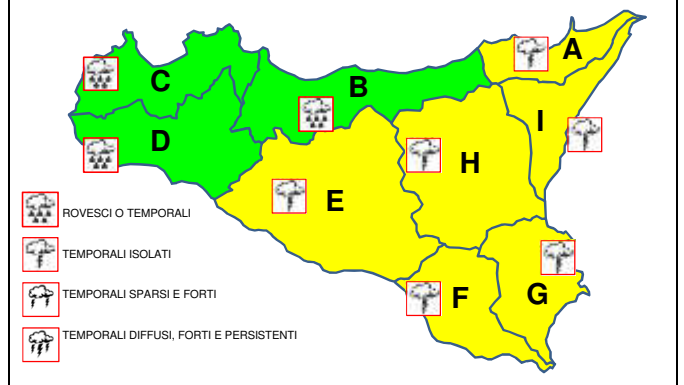 A
C
B
I
D
H
E
ROVESCI O TEMPORALI
TEMPORALI ISOLATI
F
G
TEMPORALI SPARSI E FORTI
TEMPORALI DIFFUSI, FORTI E PERSISTENTI